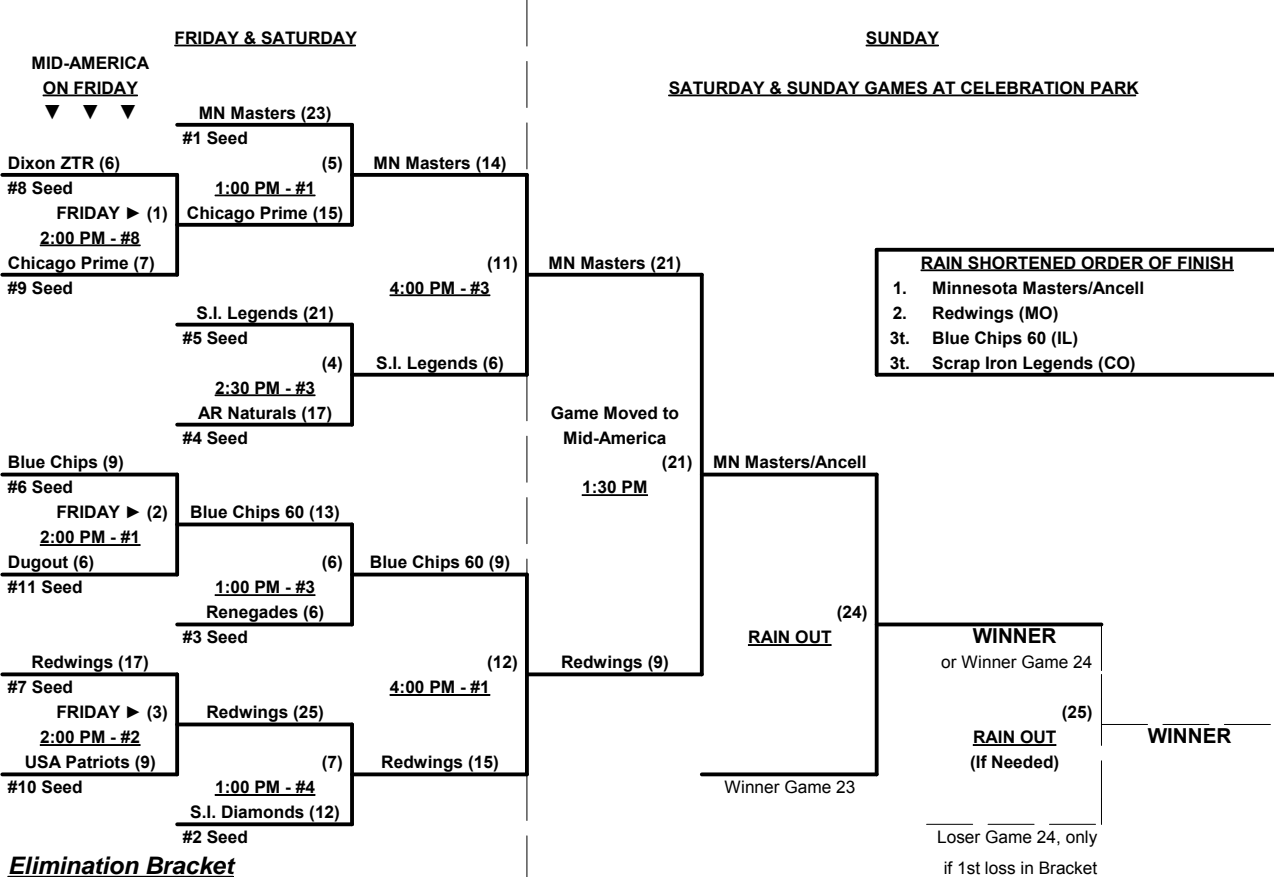 FRIDAY & SATURDAY
SUNDAY
MID-AMERICA
ON FRIDAY
▼ ▼ ▼
SATURDAY & SUNDAY GAMES AT CELEBRATION PARK
MN Masters (23)
#1 Seed
Dixon ZTR (6)
(5)
MN Masters (14)
#8 Seed
1:00 PM - #1
FRIDAY ► (1)
Chicago Prime (15)
2:00 PM - #8
Chicago Prime (7)
(11)
MN Masters (21)
#9 Seed
4:00 PM - #3
RAIN SHORTENED ORDER OF FINISH
1. Minnesota Masters/Ancell
2. Redwings (MO)
3t. Blue Chips 60 (IL)
3t. Scrap Iron Legends (CO)
S.I. Legends (21)
#5 Seed
(4)
S.I. Legends (6)
2:30 PM - #3
AR Naturals (17)
#4 Seed
Game Moved to
Mid-America
(21)
MN Masters/Ancell
1:30 PM
Blue Chips (9)
#6 Seed
FRIDAY ► (2)
Blue Chips 60 (13)
2:00 PM - #1
Dugout (6)
(6)
Blue Chips 60 (9)
#11 Seed
1:00 PM - #3
Renegades (6)
#3 Seed
(24)
RAIN OUT
WINNER
or Winner Game 24
Redwings (17)
(12)
Redwings (9)
#7 Seed
4:00 PM - #1
FRIDAY ► (3)
Redwings (25)
2:00 PM - #2
(25)
RAIN OUT
WINNER
(If Needed)
USA Patriots (9)
(7)
Redwings (15)
#10 Seed
1:00 PM - #4
Winner Game 23
S.I. Diamonds (12)
#2 Seed
Loser Game 24, only
if 1st loss in Bracket
Elimination Bracket